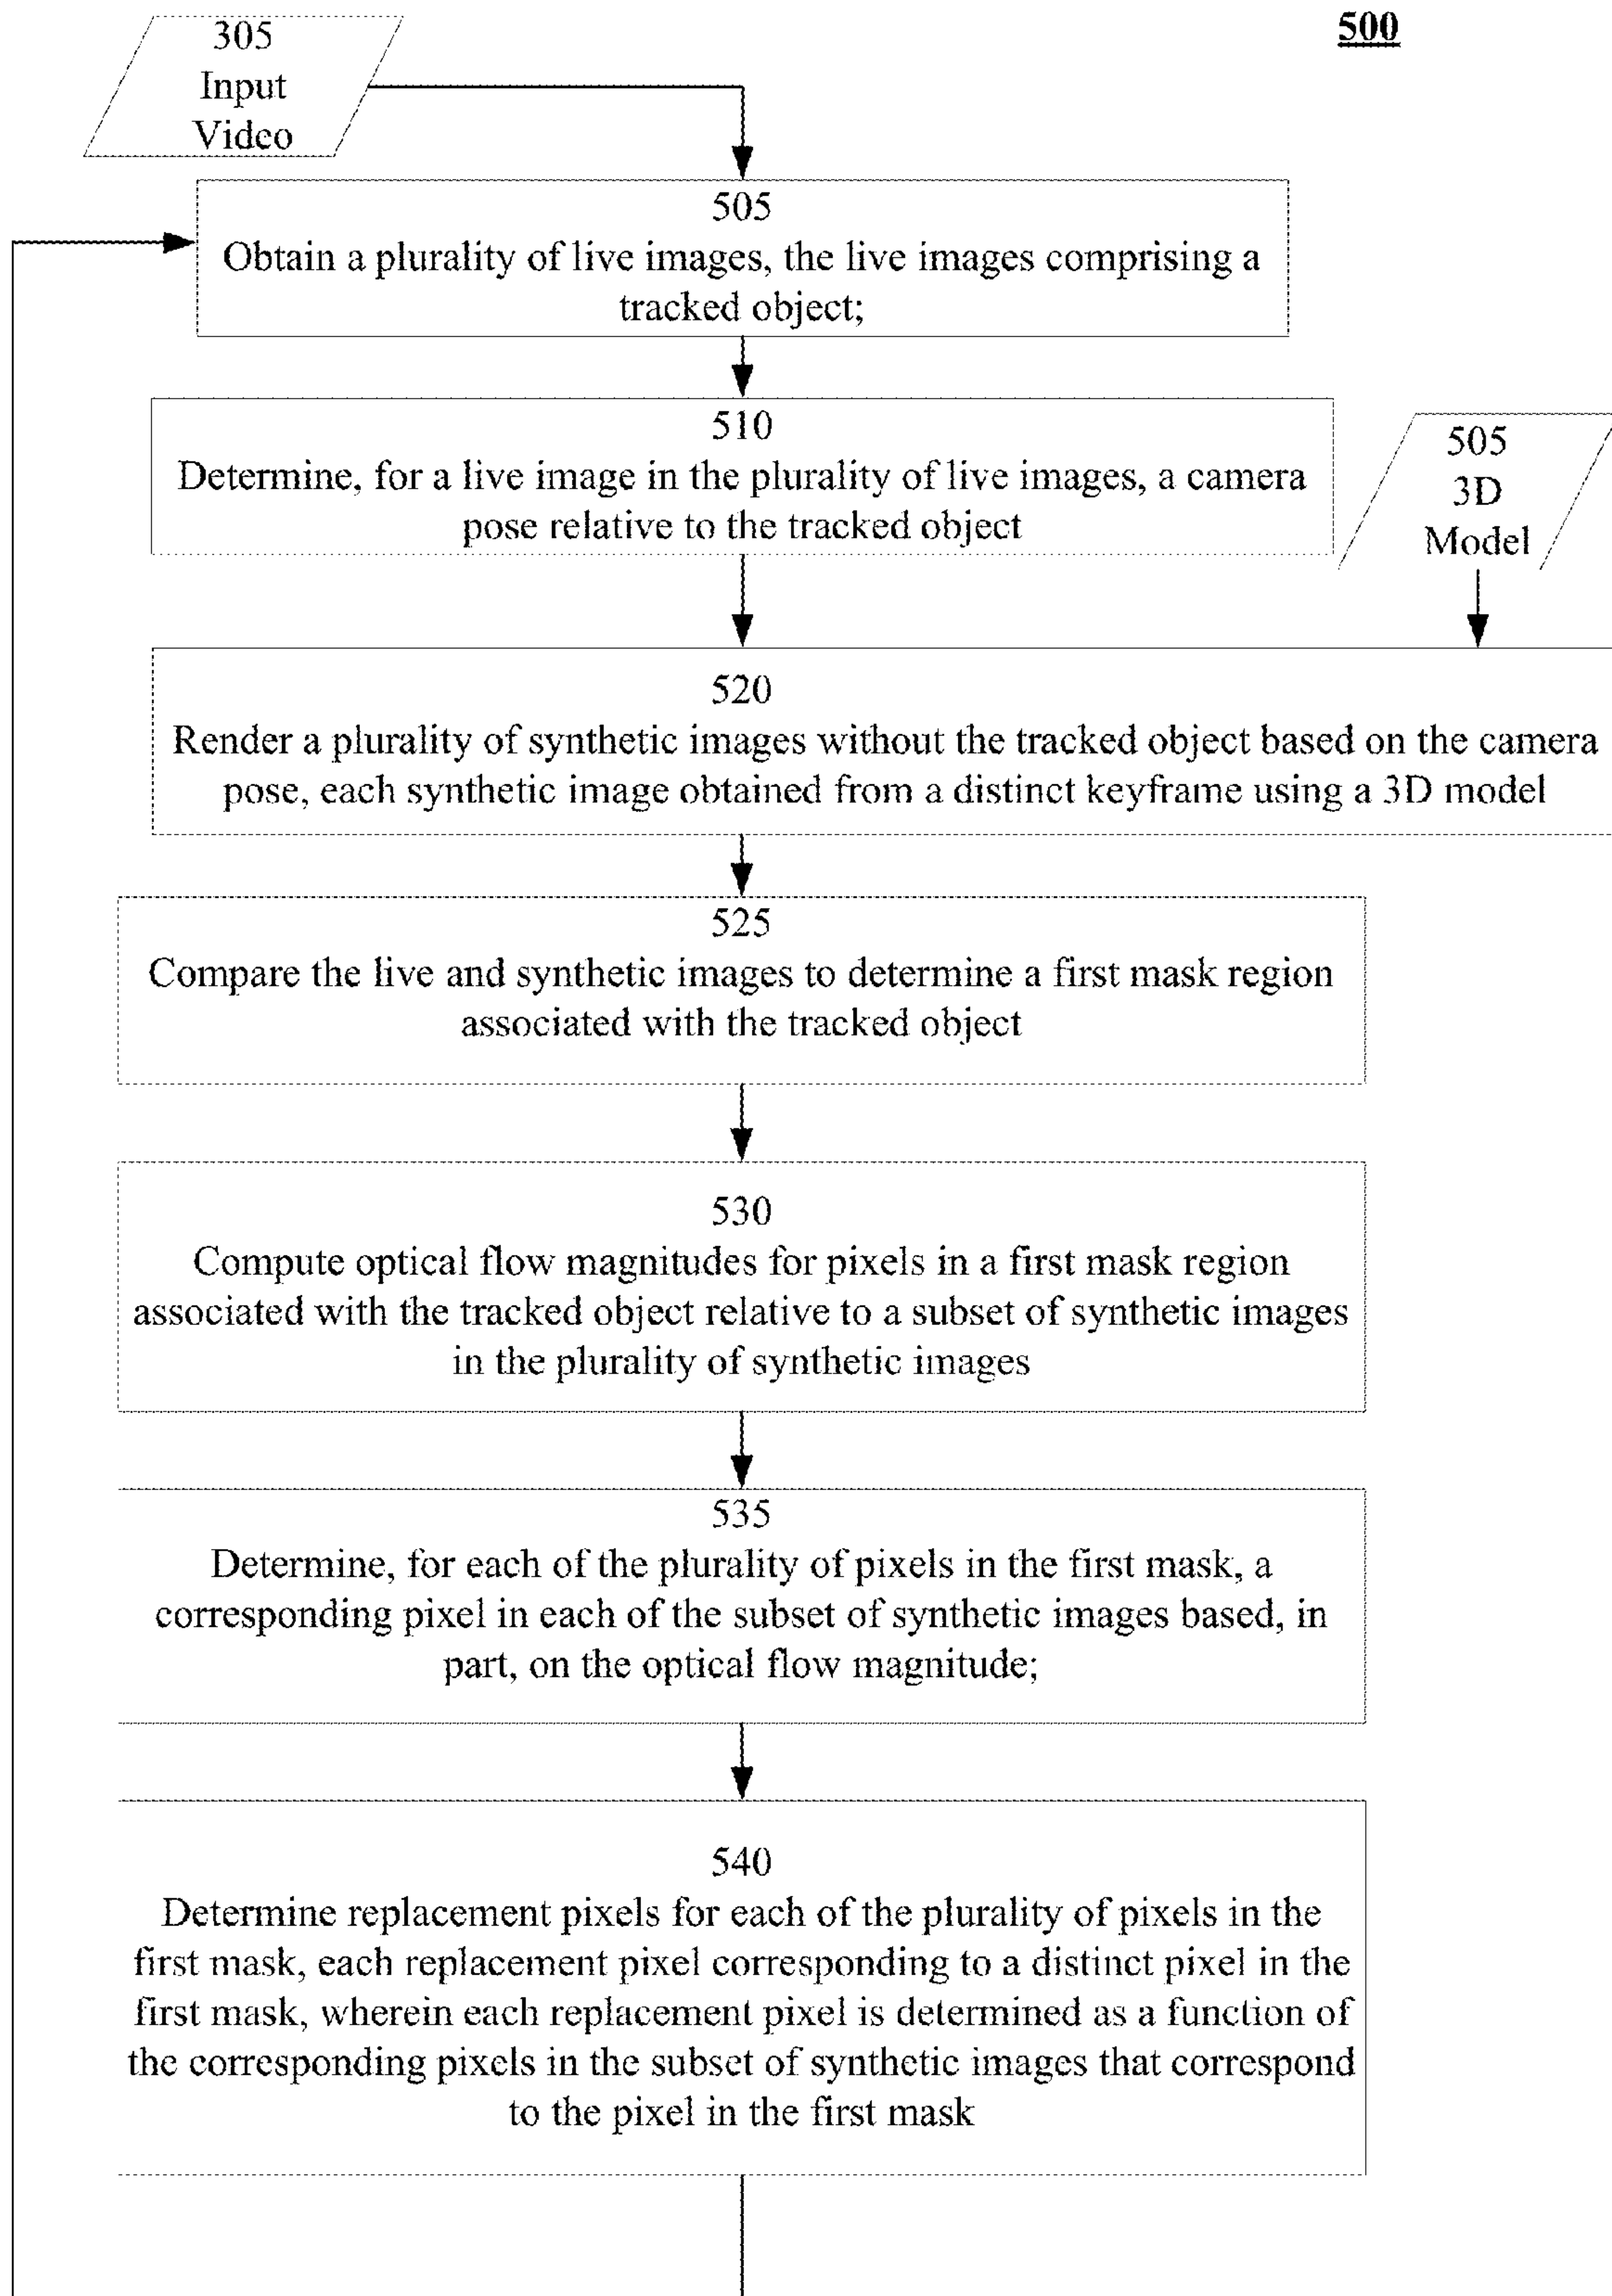 500
305
Input
Video
505
Obtain a plurality of live images, the live images comprising a
tracked object;
510
Determine, for a live image in the plurality of live images, a camera
pose relative to the tracked object
505
3D
Model
520
Render a plurality of synthetic images without the tracked object based on the camera
pose, each synthetic image obtained from a distinct keyframe using a 3D model
525
Compare the live and synthetic images to determine a first mask region
associated with the tracked object
530
Compute optical flow magnitudes for pixels in a first mask region
associated with the tracked object relative to a subset of synthetic images
in the plurality of synthetic images
535
Determine, for each of the plurality of pixels in the first mask, a
corresponding pixel in each of the subset of synthetic images based, in
part, on the optical flow magnitude;
540
Determine replacement pixels for each of the plurality of pixels in the
first mask, each replacement pixel corresponding to a distinct pixel in the
first mask, wherein each replacement pixel is determined as a function of
the corresponding pixels in the subset of synthetic images that correspond
to the pixel in the first mask